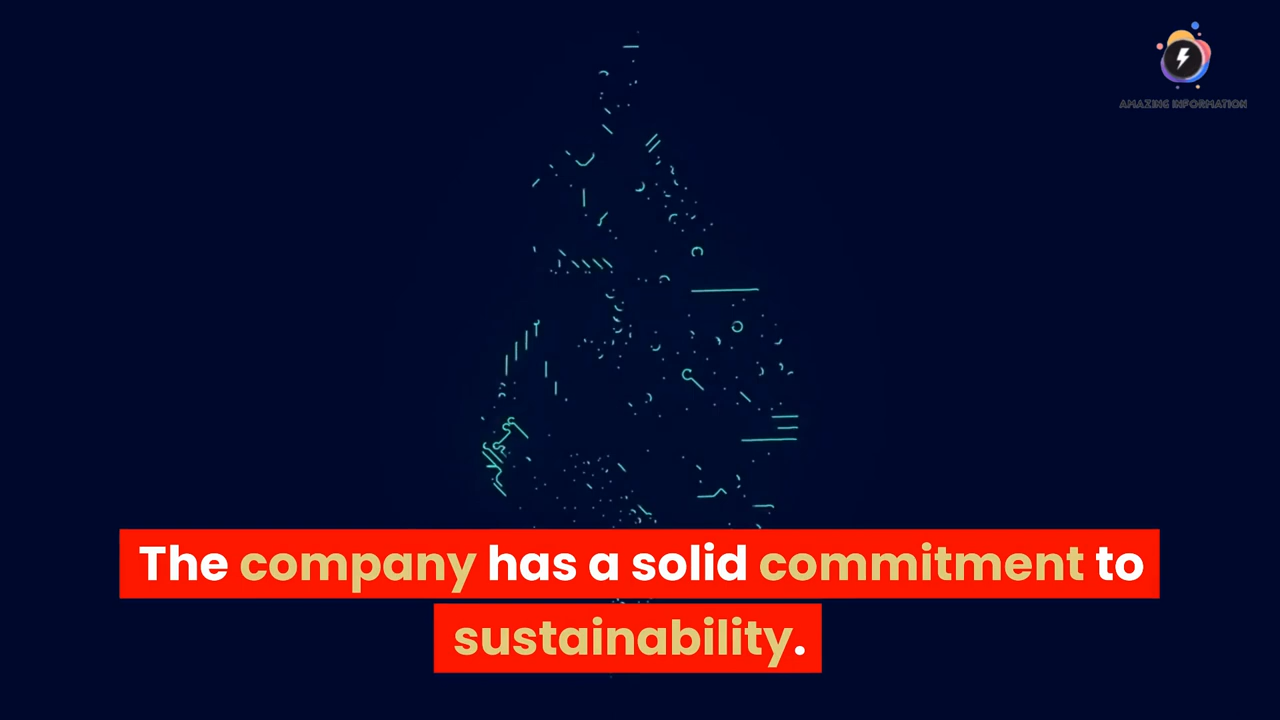 AMAZING INFORMATION
The company has a solid commitment to
sustainability.